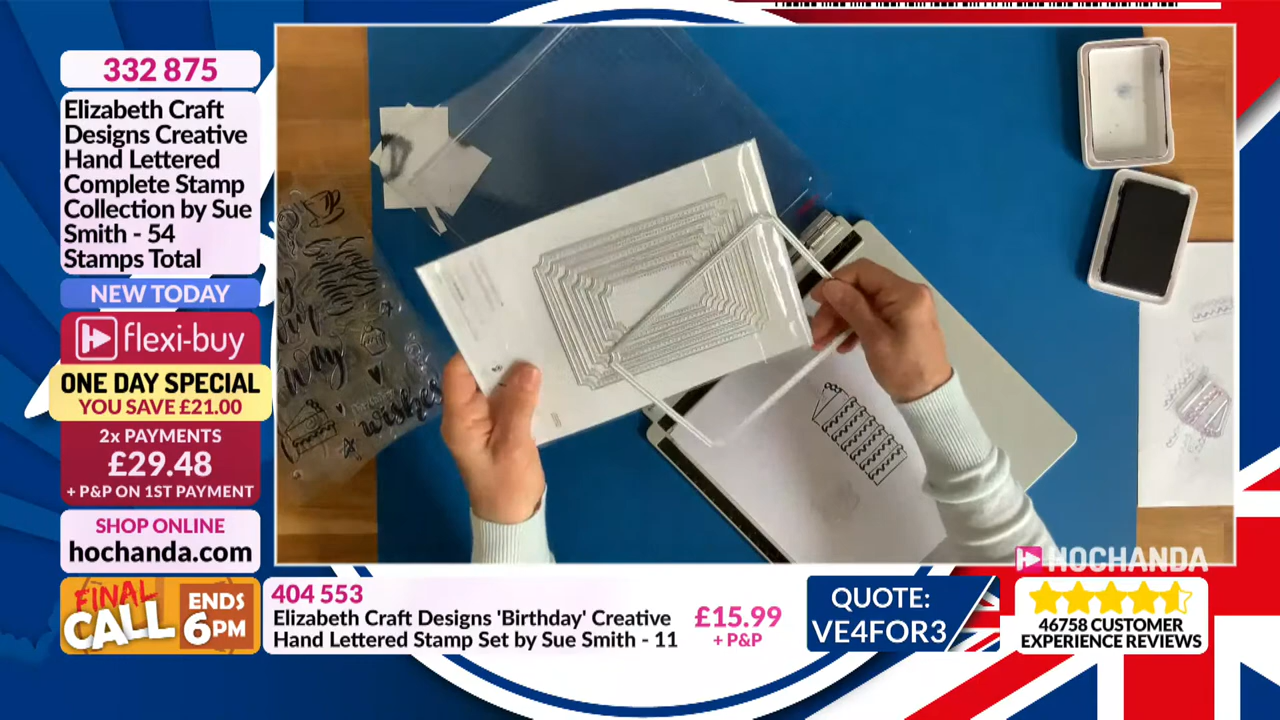 332 875
Elizabeth Craft
Designs Creative
Hand Lettered
Complete Stamp
Collection by Sue
Smith - 54
Stamps Total
NEW TODAY
flexi-buy
ONE DAY SPECIAL
YOU SAVE £21.00
2x PAYMENTS
£29.48
+ P&P ON 1ST PAYMENT
SHOP ONLINE
hochanda.com
FINAL
CALL
ENDS
6PM
404 553
Elizabeth Craft Designs 'Birthday' Creative
Hand Lettered Stamp Set by Sue Smith - 11
£15.99
+ P&P
QUOTE:
VE4FOR3
HOCHANDA
46758 CUSTOMER
EXPERIENCE REVIEWS
wishes